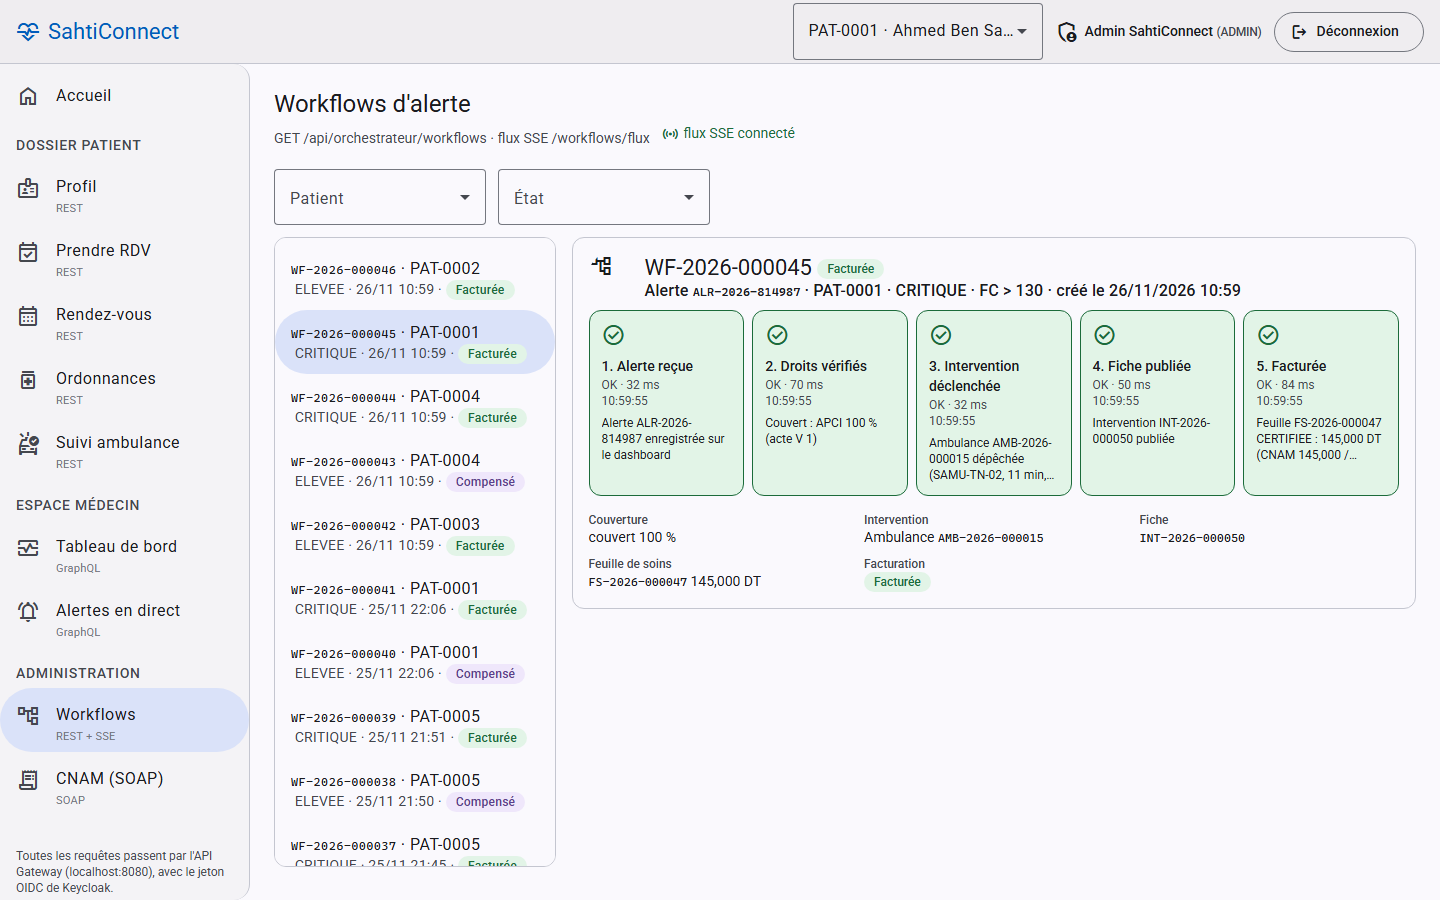 SahtiConnect
PAT-0001 · Ahmed Ben Sa...
Admin SahtiConnect (ADMIN)
Déconnexion
Accueil
DOSSIER PATIENT
Profil
REST
Prendre RDV
REST
Rendez-vous
REST
Ordonnances
REST
Suivi ambulance
REST
ESPACE MÉDECIN
Tableau de bord
GraphQL
Alertes en direct
GraphQL
ADMINISTRATION
Workflows
REST + SSE
CNAM (SOAP)
SOAP
Toutes les requêtes passent par l'API
Gateway (localhost:8080), avec le jeton
OIDC de Keycloak.
Workflows d'alerte
GET /api/orchestrateur/workflows · flux SSE /workflows/flux
flux SSE connecté
Patient
État
WF-2026-000046 · PAT-0002
ELEVEE · 26/11 10:59 · Facturée
WF-2026-000045 · PAT-0001
CRITIQUE · 26/11 10:59 · Facturée
WF-2026-000044 · PAT-0004
CRITIQUE · 26/11 10:59 · Facturée
WF-2026-000043 · PAT-0004
ELEVEE · 26/11 10:59 · Compensé
WF-2026-000042 · PAT-0003
ELEVEE · 26/11 10:59 · Facturée
WF-2026-000041 · PAT-0001
CRITIQUE · 25/11 22:06 · Facturée
WF-2026-000040 · PAT-0001
ELEVEE · 25/11 22:06 · Compensé
WF-2026-000039 · PAT-0005
CRITIQUE · 25/11 21:51 · Facturée
WF-2026-000038 · PAT-0005
ELEVEE · 25/11 21:50 · Compensé
WF-2026-000037 · PAT-0005
CRITIQUE · 25/11 21:45 · Facturée
WF-2026-000045 Facturée
Alerte ALR-2026-814987 · PAT-0001 · CRITIQUE · FC > 130 · créé le 26/11/2026 10:59
1. Alerte reçue
OK · 32 ms
10:59:55
Alerte ALR-2026-
814987 enregistrée sur
le dashboard
2. Droits vérifiés
OK · 70 ms
10:59:55
Couvert : APCI 100 %
(acte V 1)
3. Intervention
déclenchée
OK · 32 ms
10:59:55
Ambulance AMB-2026-
000015 dépêchée
(SAMU-TN-02, 11 min,...
4. Fiche publiée
OK · 50 ms
10:59:55
Intervention INT-2026-
000050 publiée
5. Facturée
OK · 84 ms
10:59:55
Feuille FS-2026-000047
CERTIFIEE : 145,000 DT
(CNAM 145,000 /...
Couverture
couvert 100 %
Intervention
Ambulance AMB-2026-000015
Fiche
INT-2026-000050
Feuille de soins
FS-2026-000047 145,000 DT
Facturation
Facturée